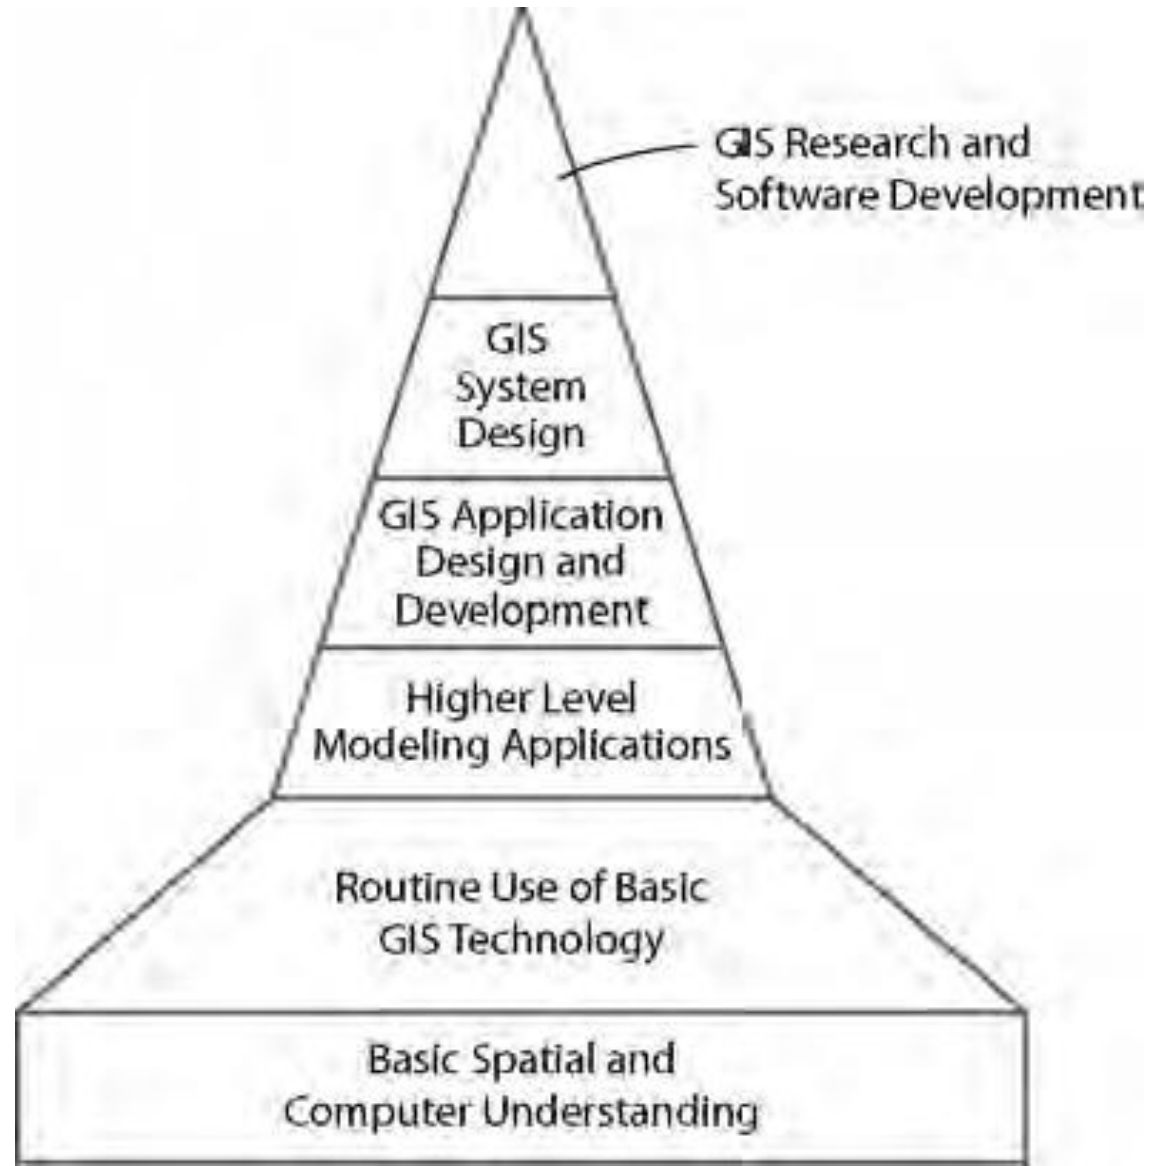 GIS Research and
Software Development
GIS
System
Design
GIS Application
Design and
Development
Higher Level
Modeling Applications
Routine Use of Basic
GIS Technology
Basic Spatial and
Computer Understanding